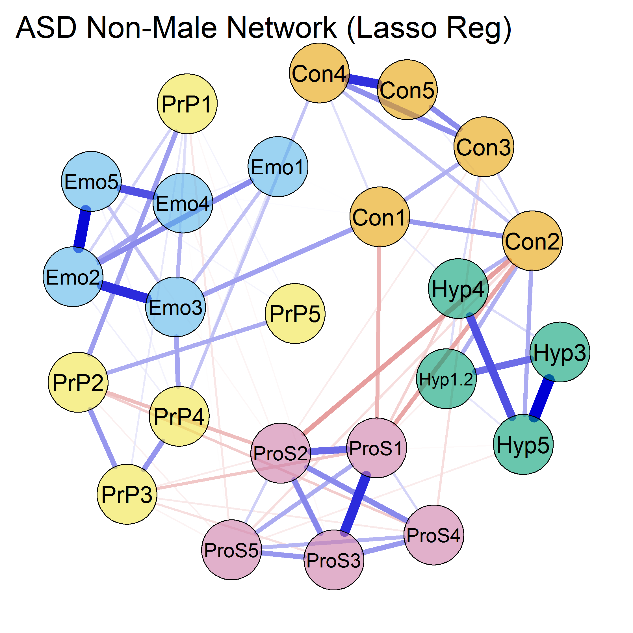 ASD Non-Male Network (Lasso Reg)
Con4
Con5
PrP1
Con3
Emo1
Emo5
Emo4
Con1
Con2
Emo2
Emo3
Hyp4
PrP5
Hyp3
PrP2
Hyp1.2
PrP4
ProS2
ProS1
Hyp5
PrP3
ProS4
ProS5
ProS3